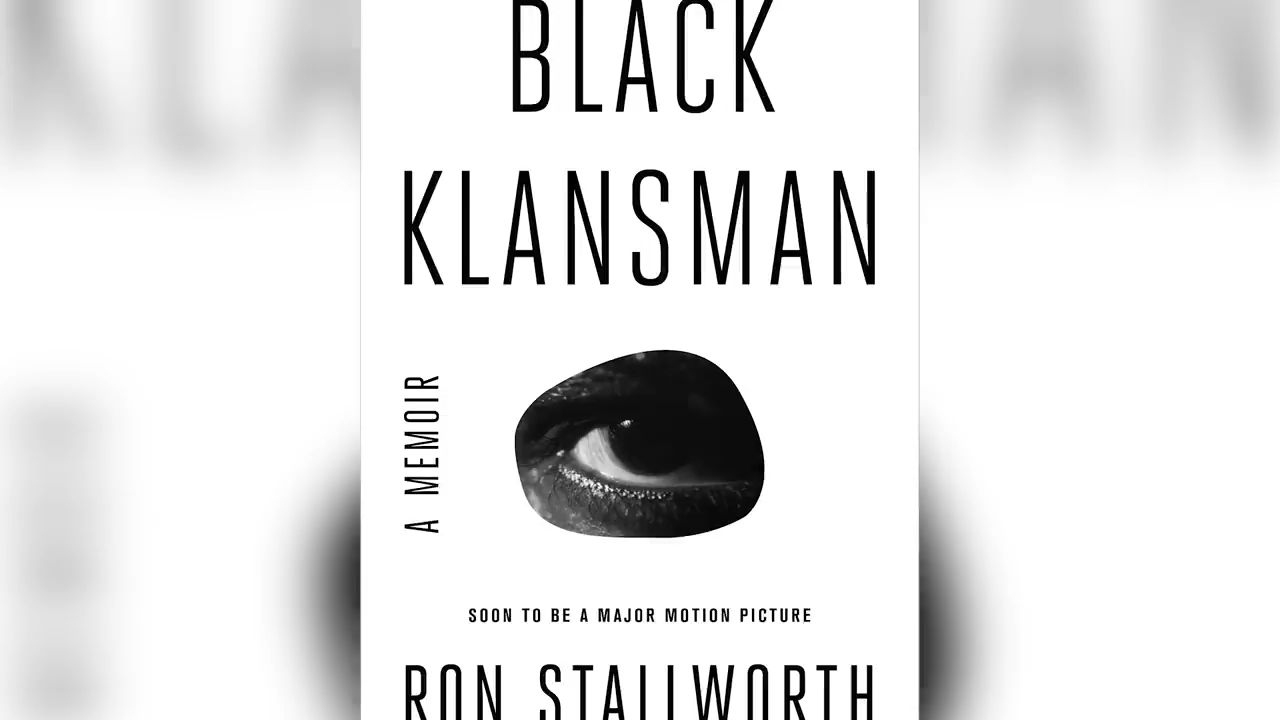 BLACK
KLANSMAN
A MEMOIR
SOON TO BE A MAJOR MOTION PICTURE
RON STALLWORTH